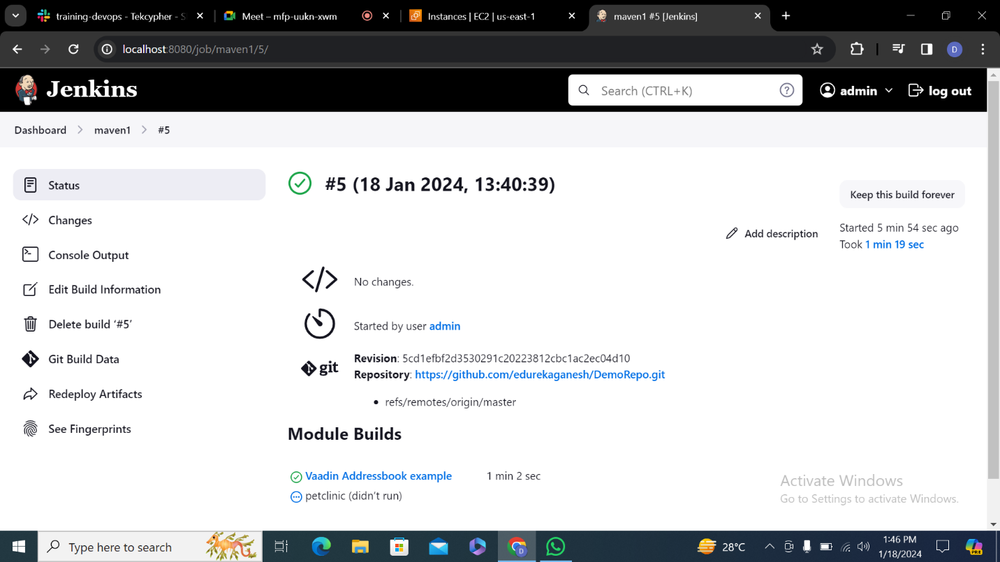 training-devops - Tekcypher - S
Meet – mfp-uukn-xwm
Instances | EC2 | us-east-1
maven1 #5 [Jenkins]
localhost:8080/job/maven1/5/
D
Jenkins
Search (CTRL+K)
?
admin
log out
Dashboard
maven1
#5
Status
Changes
Console Output
Edit Build Information
Delete build ‘#5’
Git Build Data
Redeploy Artifacts
See Fingerprints
#5 (18 Jan 2024, 13:40:39)
Keep this build forever
Add description
Started 5 min 54 sec ago
Took 1 min 19 sec
No changes.
Started by user admin
git
Revision: 5cd1efbf2d3530291c20223812cbc1ac2ec04d10
Repository: https://github.com/edurekaganesh/DemoRepo.git
• refs/remotes/origin/master
Module Builds
Vaadin Addressbook example 1 min 2 sec
petclinic (didn’t run)
Activate Windows
Go to Settings to activate Windows.
Type here to search
D
28°C
1:46 PM
1/18/2024
PRE